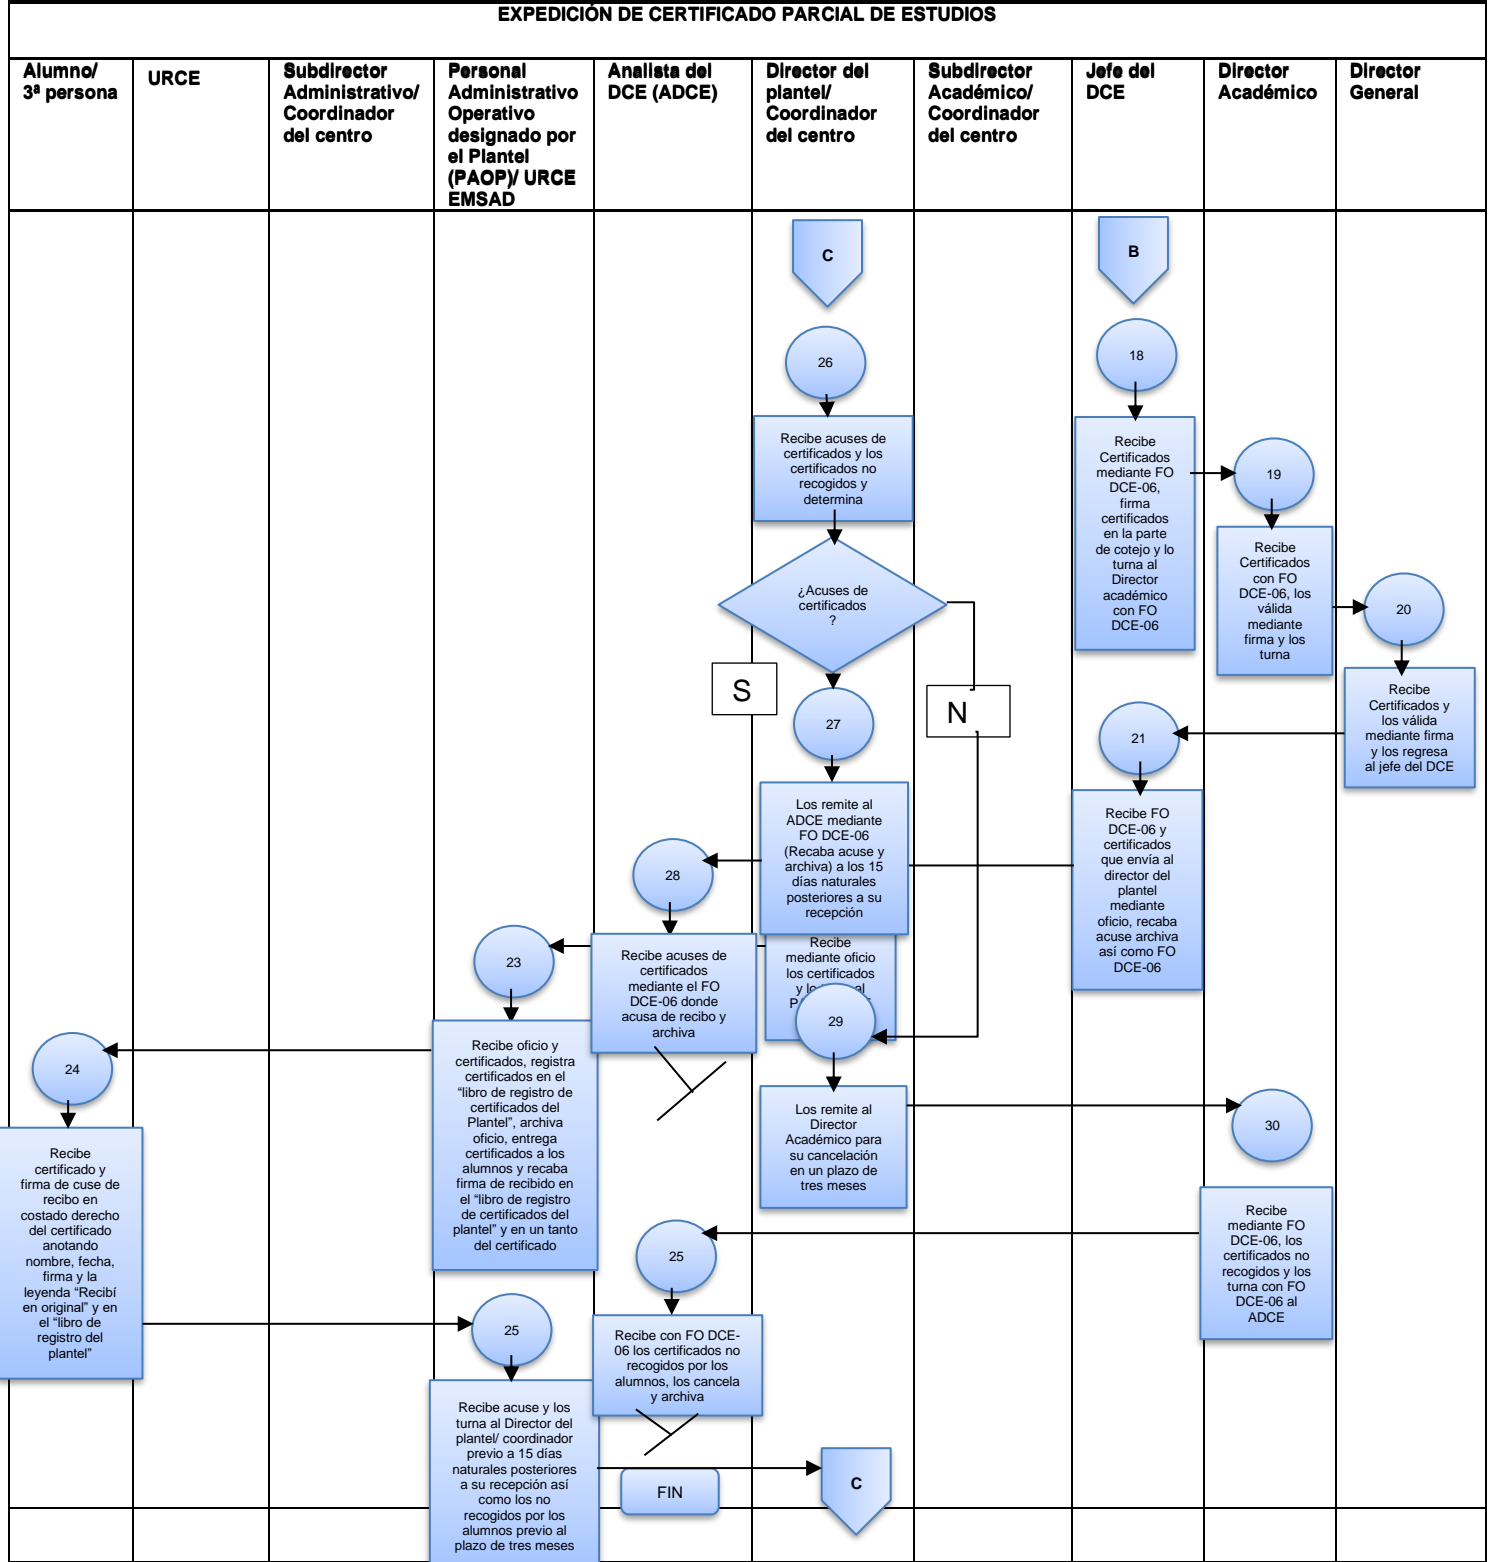 EXPEDICIÓN DE CERTIFICADO PARCIAL DE ESTUDIOS
Alumno/
3ª persona
URCE
Subdirector
Administrativo/
Coordinador
del centro
Personal
Administrativo
Operativo
designado por
el Plantel
(PAOP)/ URCE
EMSAD
Analista del
DCE (ADCE)
Director del
plantel/
Coordinador
del centro
Subdirector
Académico/
Coordinador
del centro
Jefe del
DCE
Director
Académico
Director
General
C
B
26
18
Recibe acuses de
certificados y los
certificados no
recogidos y
determina
Recibe
Certificados
mediante FO
DCE-06,
firma
certificados
en la parte
de cotejo y lo
turna al
Director
académico
con FO
DCE-06
19
Recibe
Certificados
con FO
DCE-06, los
válida
mediante
firma y los
turna
20
Recibe
Certificados y
los válida
mediante firma
y los regresa
al jefe del DCE
¿Acuses de
certificados
?
S
N
27
21
Los remite al
ADCE mediante
FO DCE-06
(Recaba acuse y
archiva) a los 15
días naturales
posteriores a su
recepción
Recibe FO
DCE-06 y
certificados
que envía al
director del
plantel
mediante
oficio, recaba
acuse archiva
así como FO
DCE-06
28
Recibe acuses de
certificados
mediante el FO
DCE-06 donde
acusa de recibo y
archiva
23
Recibe
mediante oficio
los certificados
29
Recibe oficio y
certificados, registra
certificados en el
“libro de registro de
certificados del
Plantel”, archiva
oficio, entrega
certificados a los
alumnos y recaba
firma de recibido en
el “libro de registro
de certificados del
plantel” y en un tanto
del certificado
24
Recibe
certificado y
firma de cuse de
recibo en
costado derecho
del certificado
anotando
nombre, fecha,
firma y la
leyenda “Recibí
en original” y en
el “libro de
registro del
plantel”
Los remite al
Director
Académico para
su cancelación
en un plazo de
tres meses
30
Recibe
mediante FO
DCE-06, los
certificados no
recogidos y los
turna con FO
DCE-06 al
ADCE
25
Recibe con FO DCE-
06 los certificados no
recogidos por los
alumnos, los cancela
y archiva
25
Recibe acuse y los
turna al Director del
plantel/ coordinador
previo a 15 días
naturales posteriores
a su recepción así
como los no
recogidos por los
alumnos previo al
plazo de tres meses
FIN
C